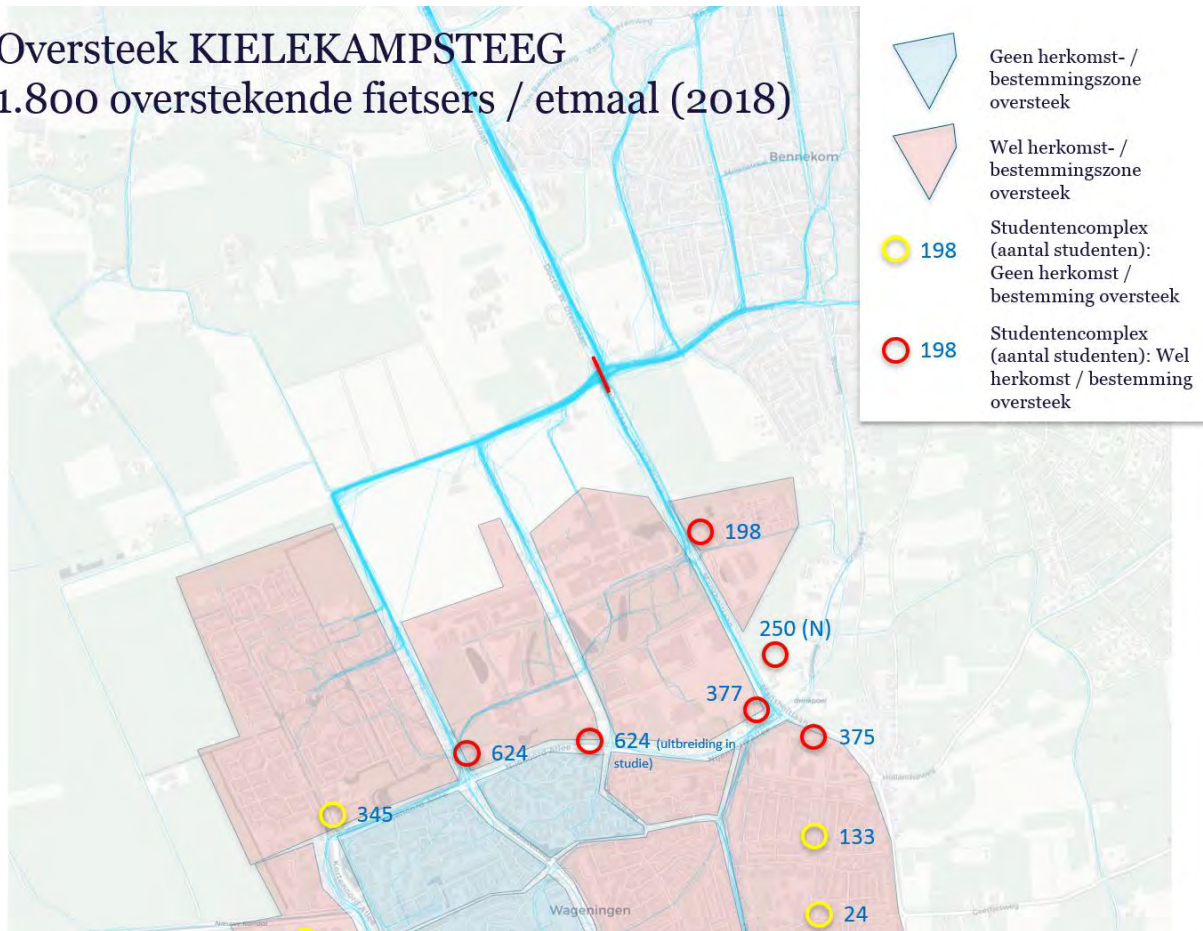 Oversteek KIELEKAMPSTEEG
1.800 overstekende fietsers / etmaal (2018)
Geen herkomst- /
bestemmingszone
oversteek
Wel herkomst- /
bestemmingszone
oversteek
198
Studentencomplex
(aantal studenten):
Geen herkomst /
bestemming oversteek
198
Studentencomplex
(aantal studenten): Wel
herkomst / bestemming
oversteek
Bennekom
198
250 (N)
377
375
624
624 (uitbreiding in
studie)
345
133
24
Wageningen